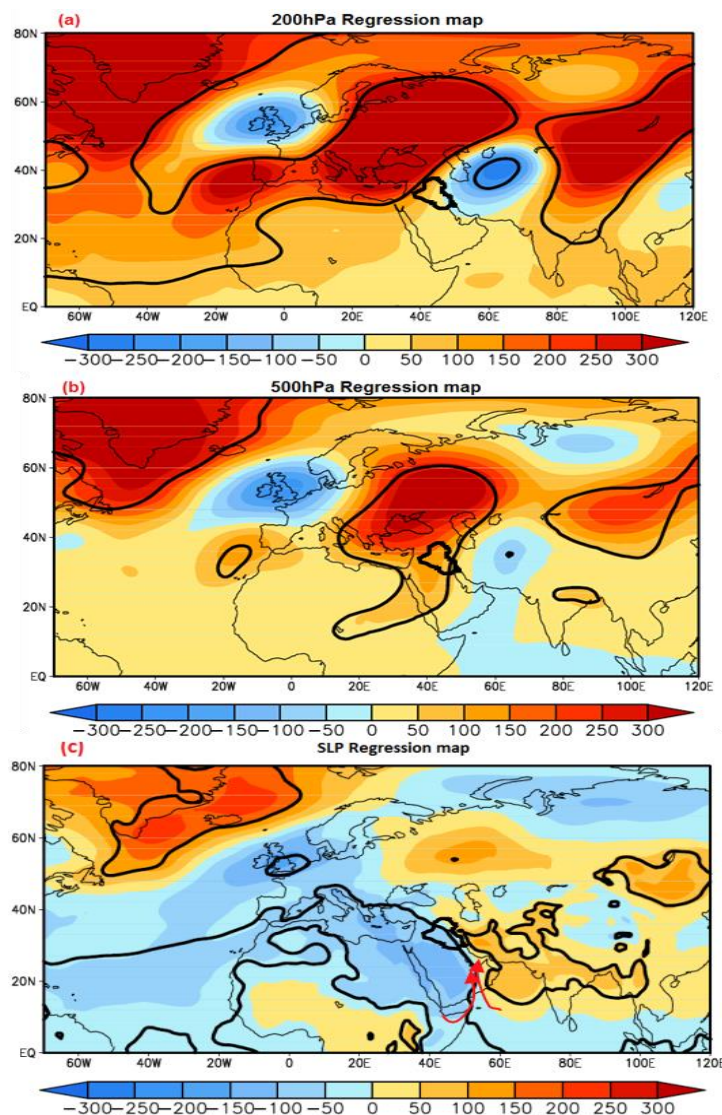 (a) 200hPa Regression map
80N
60N
40N
20N
EQ
60W 40W 20W 0 20E 40E 60E 80E 100E 120E
−300−250−200−150−100−50 0 50 100 150 200 250 300
(b) 500hPa Regression map
80N
60N
40N
20N
EQ
60W 40W 20W 0 20E 40E 60E 80E 100E 120E
−300−250−200−150−100−50 0 50 100 150 200 250 300
(C) SLP Regression map
80N
60N
40N
20N
EQ
60W 40W 20W 0 20E 40E 60E 80E 100E 120E
−300−250−200−150−100−50 0 50 100 150 200 250 300